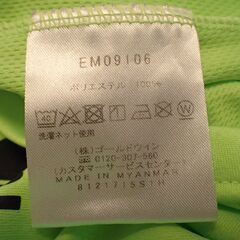 EM09106
ポリエステル 100%
40
洗濯ネット使用
(株)ゴールドウイン
0120-307-560
(カスタマーサービスセンター)
MADE IN MYANMAR